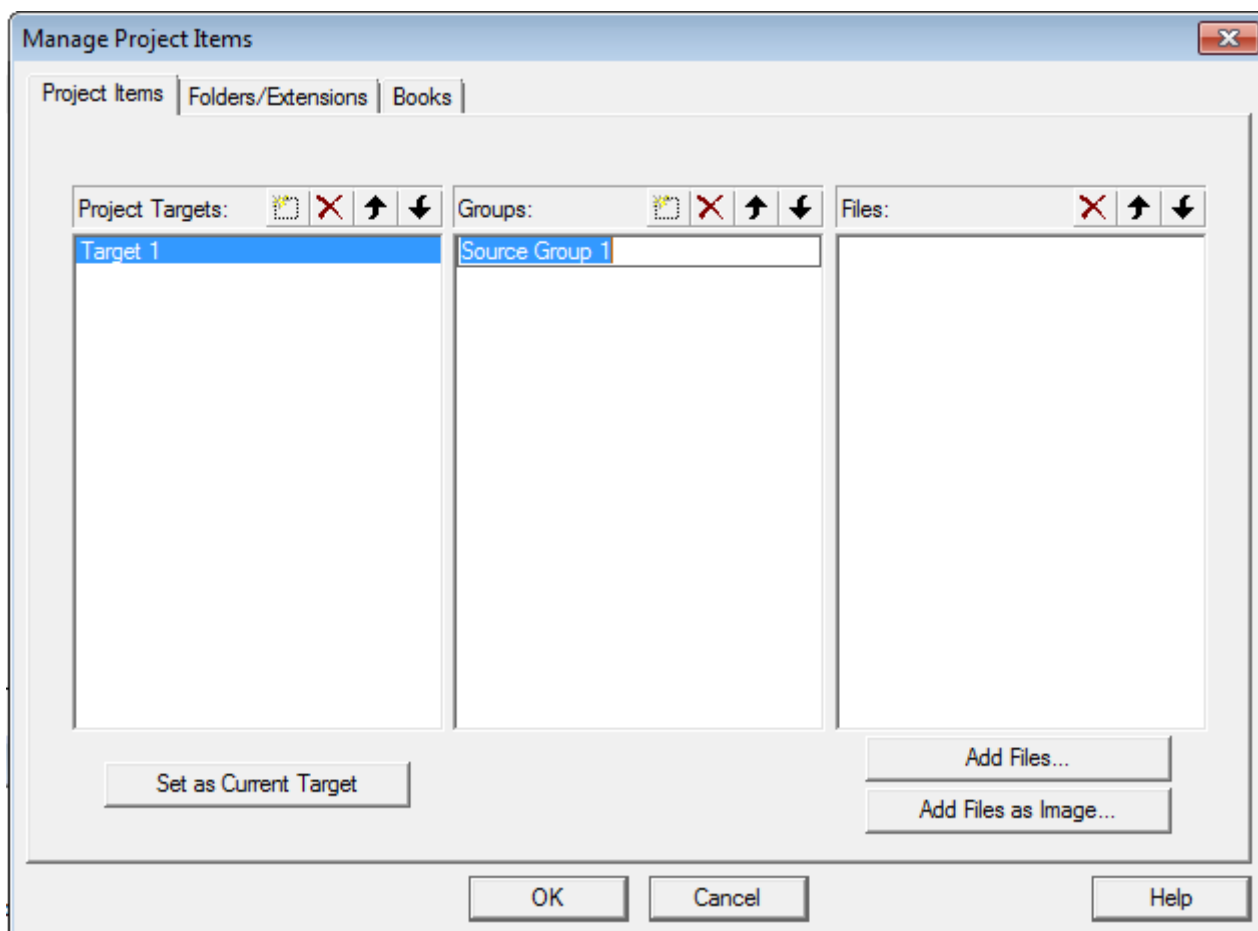 Manage Project Items
Project Items Folders/Extensions Books
Project Targets: Groups: Files:
Target 1 Source Group 1
Add Files...
Set as Current Target
Add Files as Image...
OK Cancel Help